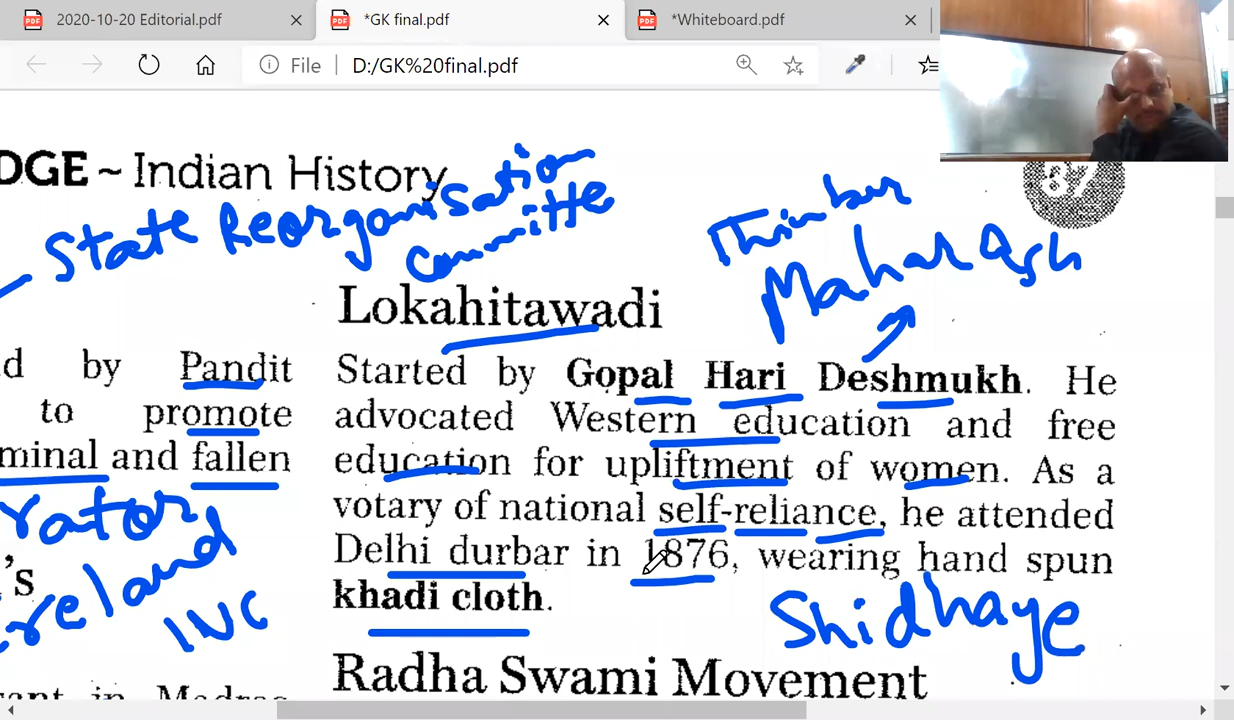 2020-10-20 Editorial.pdf
*GK final.pdf
*Whiteboard.pdf
File
D:/GK%20final.pdf
DGE ~ Indian History
37
State Reorganisation
Committe
Maharash
Lokahitawadi
d by Pandit
to promote
minal and fallen
rator
's
reland
INC
Started by Gopal Hari Deshmukh. He
advocated Western education and free
education for upliftment of women. As a
votary of national self-reliance, he attended
Delhi durbar in 1876, wearing hand spun
khadi cloth.
Shidhaye
Radha Swami Movement